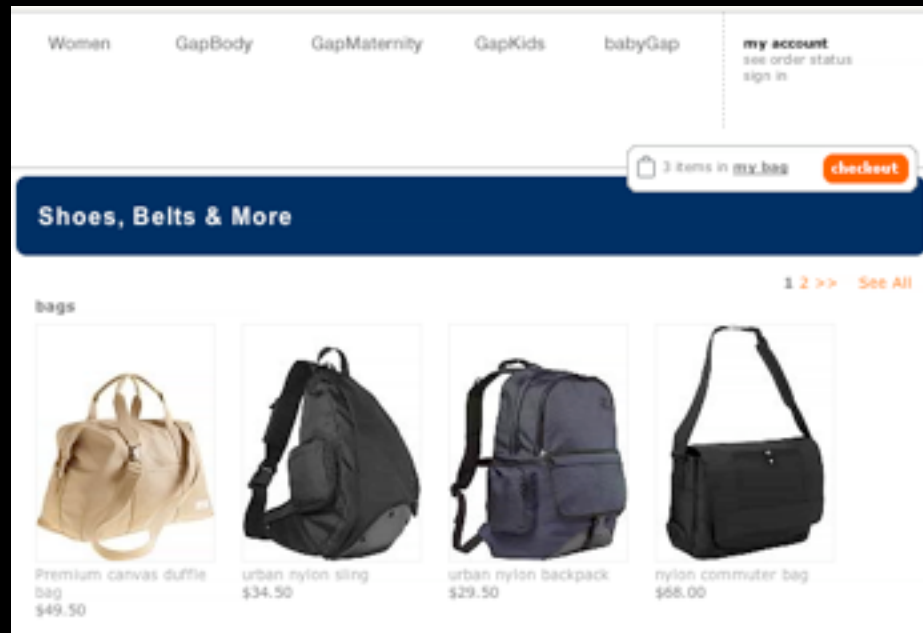 Women GapBody GapMaternity GapKids babyGap
my account
see order status
sign in
3 items in my bag checkout
Shoes, Belts & More
1 2 >> See All
bags
Premium canvas duffle
bag
$49.50
urban nylon sling
$34.50
urban nylon backpack
$29.50
nylon commuter bag
$68.00